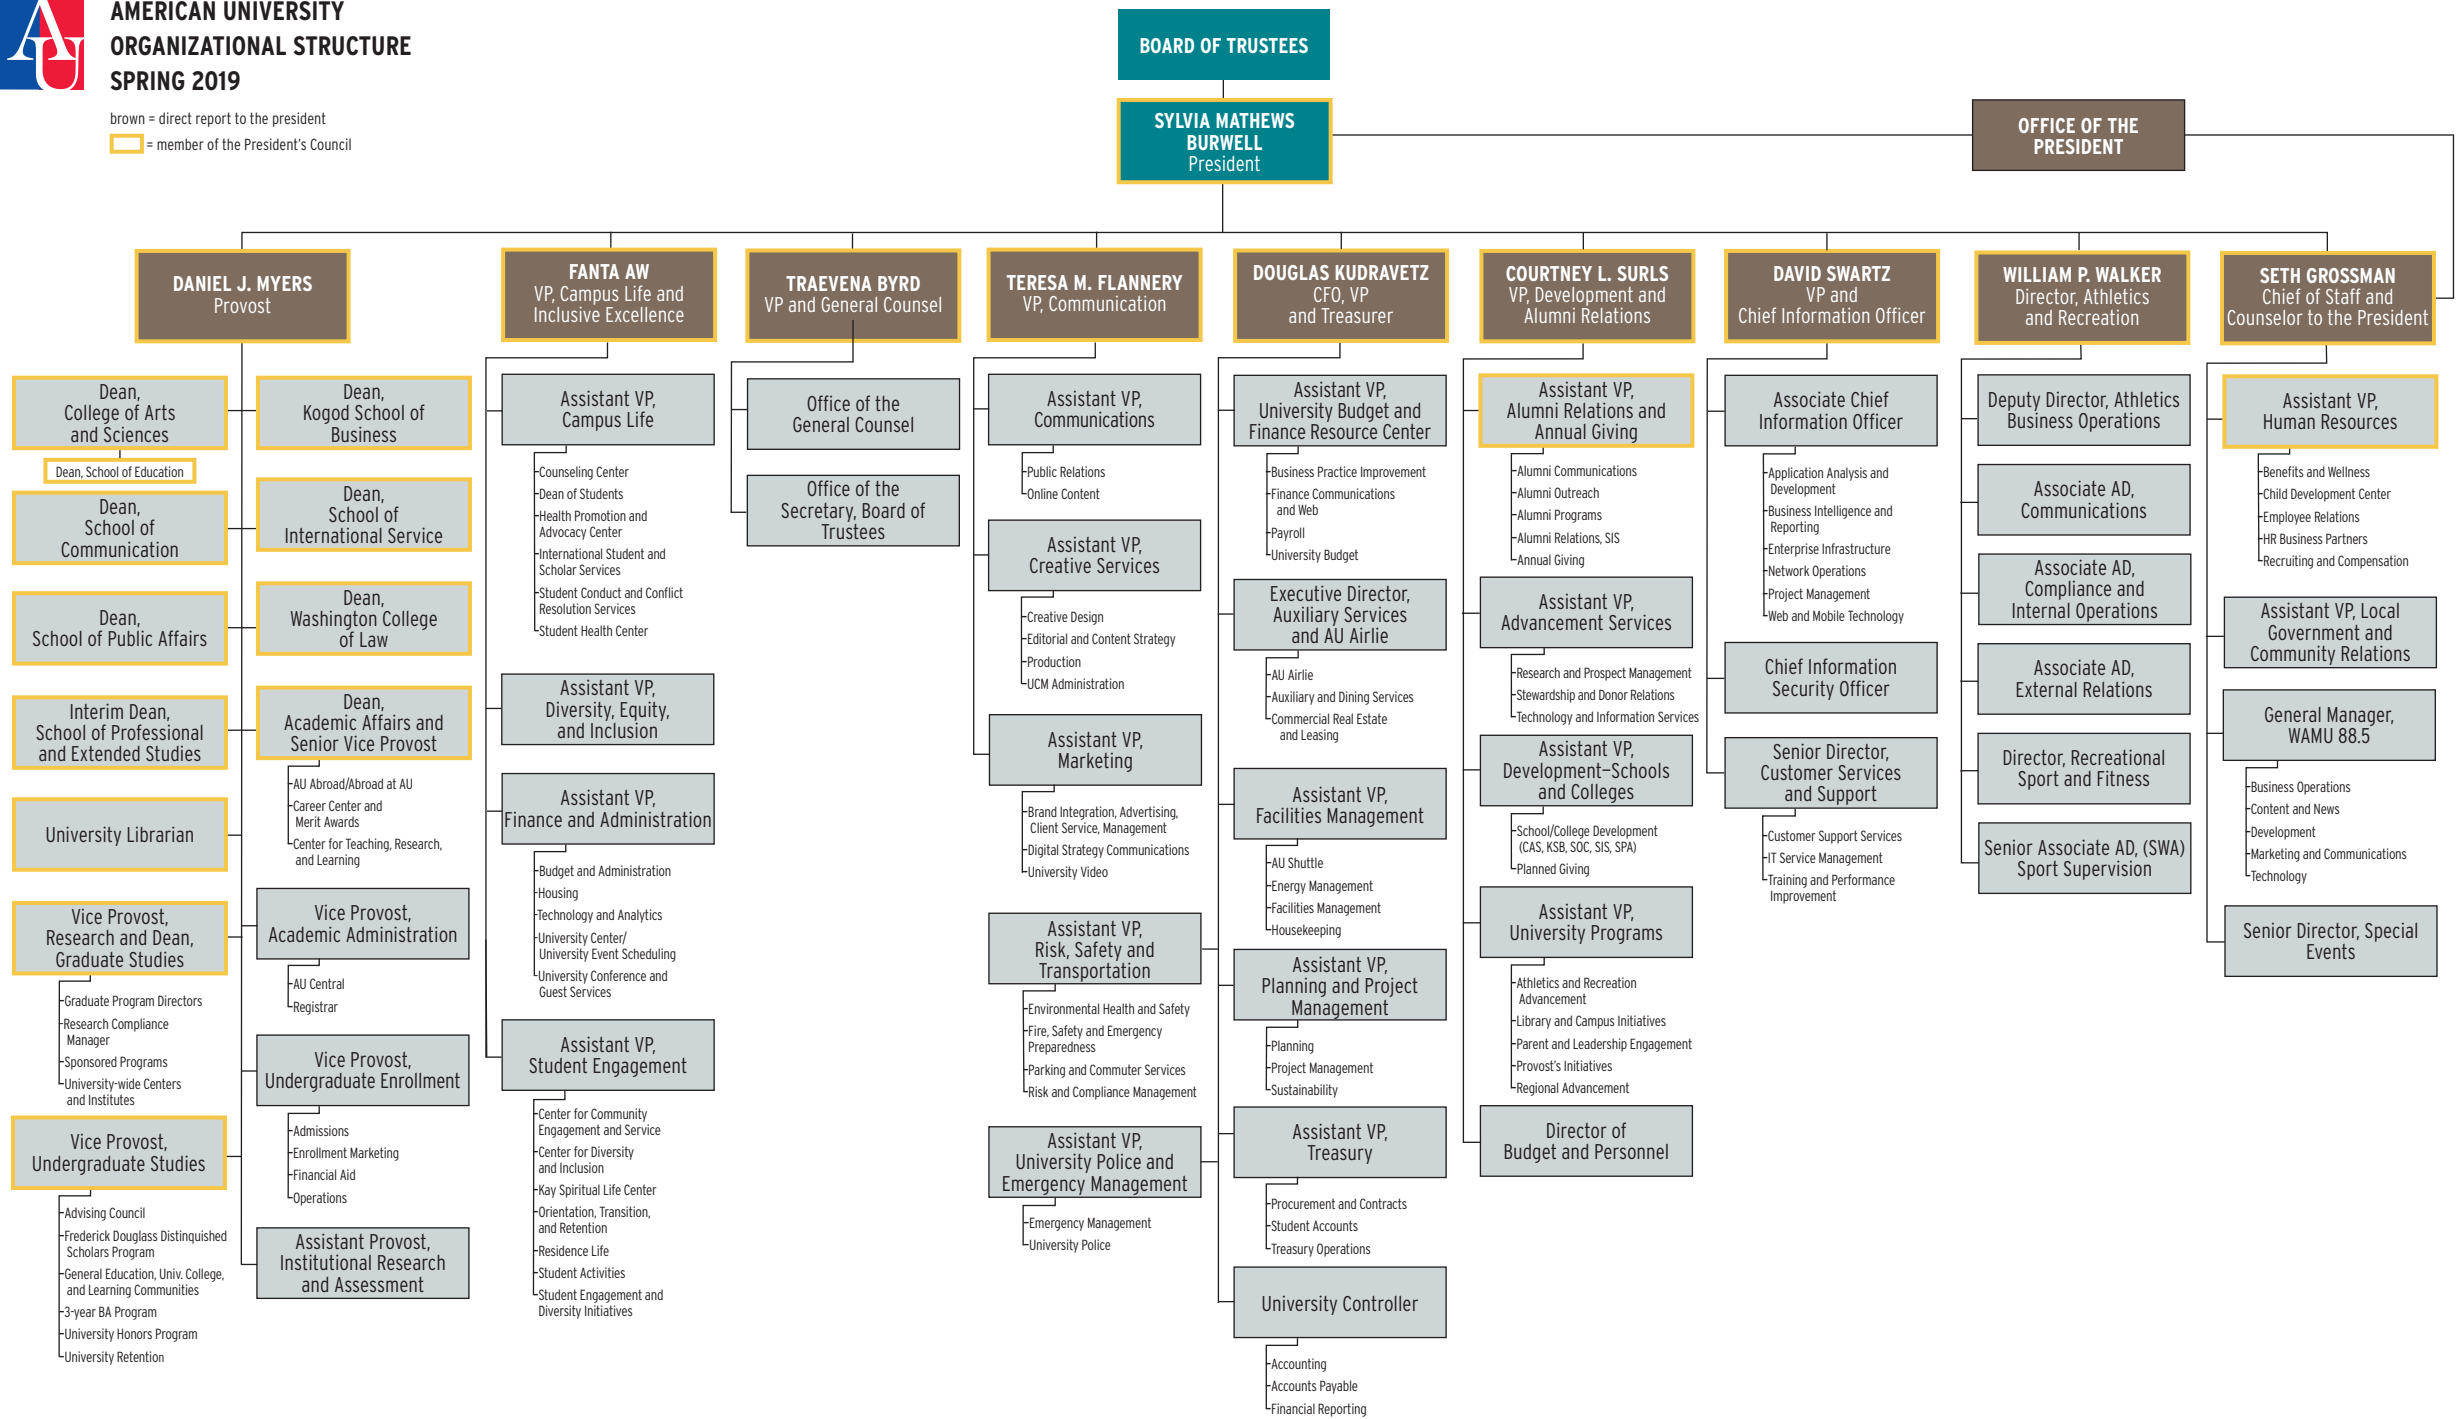 AU
AMERICAN UNIVERSITY
ORGANIZATIONAL STRUCTURE
SPRING 2019
brown = direct report to the president
= member of the President's Council
BOARD OF TRUSTEES
SYLVIA MATHEWS
BURWELL
President
OFFICE OF THE
PRESIDENT
DANIEL J. MYERS
Provost
Dean,
College of Arts
and Sciences
Dean, School of Education
Dean,
Kogod School of
Business
Dean,
School of
Communication
Dean,
School of
International Service
Dean,
School of Public Affairs
Dean,
Washington College
of Law
Interim Dean,
School of Professional
and Extended Studies
Dean,
Academic Affairs and
Senior Vice Provost
AU Abroad/Abroad at AU
Career Center and
Merit Awards
Center for Teaching, Research,
and Learning
University Librarian
Vice Provost,
Research and Dean,
Graduate Studies
Graduate Program Directors
Research Compliance
Manager
Sponsored Programs
University-wide Centers
and Institutes
Vice Provost,
Academic Administration
AU Central
Registrar
Vice Provost,
Undergraduate Enrollment
Admissions
Enrollment Marketing
Financial Aid
Operations
Vice Provost,
Undergraduate Studies
Advising Council
Frederick Douglass Distinguished
Scholars Program
General Education, Univ. College,
and Learning Communities
3-year BA Program
University Honors Program
University Retention
Assistant Provost,
Institutional Research
and Assessment
FANTA AW
VP, Campus Life and
Inclusive Excellence
Assistant VP,
Campus Life
Counseling Center
Dean of Students
Health Promotion and
Advocacy Center
International Student and
Scholar Services
Student Conduct and Conflict
Resolution Services
Student Health Center
Assistant VP,
Diversity, Equity,
and Inclusion
Assistant VP,
Finance and Administration
Budget and Administration
Housing
Technology and Analytics
University Center/
University Event Scheduling
University Conference and
Guest Services
Assistant VP,
Student Engagement
Center for Community
Engagement and Service
Center for Diversity
and Inclusion
Kay Spiritual Life Center
Orientation, Transition,
and Retention
Residence Life
Student Activities
Student Engagement and
Diversity Initiatives
TRAEVENA BYRD
VP and General Counsel
Office of the
General Counsel
Office of the
Secretary, Board of
Trustees
TERESA M. FLANNERY
VP, Communication
Assistant VP,
Communications
Public Relations
Online Content
Assistant VP,
Creative Services
Creative Design
Editorial and Content Strategy
Production
UCM Administration
Assistant VP,
Marketing
Brand Integration, Advertising,
Client Service, Management
Digital Strategy Communications
University Video
Assistant VP,
Risk, Safety and
Transportation
Environmental Health and Safety
Fire, Safety and Emergency
Preparedness
Parking and Commuter Services
Risk and Compliance Management
Assistant VP,
University Police and
Emergency Management
Emergency Management
University Police
DOUGLAS KUDRAVETZ
CFO, VP
and Treasurer
Assistant VP,
University Budget and
Finance Resource Center
Business Practice Improvement
Finance Communications
and Web
Payroll
University Budget
Executive Director,
Auxiliary Services
and AU Airlie
AU Airlie
Auxiliary and Dining Services
Commercial Real Estate
and Leasing
Assistant VP,
Facilities Management
AU Shuttle
Energy Management
Facilities Management
Housekeeping
Assistant VP,
Planning and Project
Management
Planning
Project Management
Sustainability
Assistant VP,
Treasury
Procurement and Contracts
Student Accounts
Treasury Operations
University Controller
Accounting
Accounts Payable
Financial Reporting
COURTNEY L. SURLS
VP, Development and
Alumni Relations
Assistant VP,
Alumni Relations and
Annual Giving
Alumni Communications
Alumni Outreach
Alumni Programs
Alumni Relations, SIS
Annual Giving
Assistant VP,
Advancement Services
Research and Prospect Management
Stewardship and Donor Relations
Technology and Information Services
Assistant VP,
Development–Schools
and Colleges
School/College Development
(CAS, KSB, SOC, SIS, SPA)
Planned Giving
Assistant VP,
University Programs
Athletics and Recreation
Advancement
Library and Campus Initiatives
Parent and Leadership Engagement
Provost's Initiatives
Regional Advancement
Director of
Budget and Personnel
DAVID SWARTZ
VP and
Chief Information Officer
Associate Chief
Information Officer
Application Analysis and
Development
Business Intelligence and
Reporting
Enterprise Infrastructure
Network Operations
Project Management
Web and Mobile Technology
Chief Information
Security Officer
Senior Director,
Customer Services
and Support
Customer Support Services
IT Service Management
Training and Performance
Improvement
WILLIAM P. WALKER
Director, Athletics
and Recreation
Deputy Director, Athletics
Business Operations
Associate AD,
Communications
Associate AD,
Compliance and
Internal Operations
Associate AD,
External Relations
Director, Recreational
Sport and Fitness
Senior Associate AD, (SWA)
Sport Supervision
SETH GROSSMAN
Chief of Staff and
Counselor to the President
Assistant VP,
Human Resources
Benefits and Wellness
Child Development Center
Employee Relations
HR Business Partners
Recruiting and Compensation
Assistant VP, Local
Government and
Community Relations
General Manager,
WAMU 88.5
Business Operations
Content and News
Development
Marketing and Communications
Technology
Senior Director, Special
Events